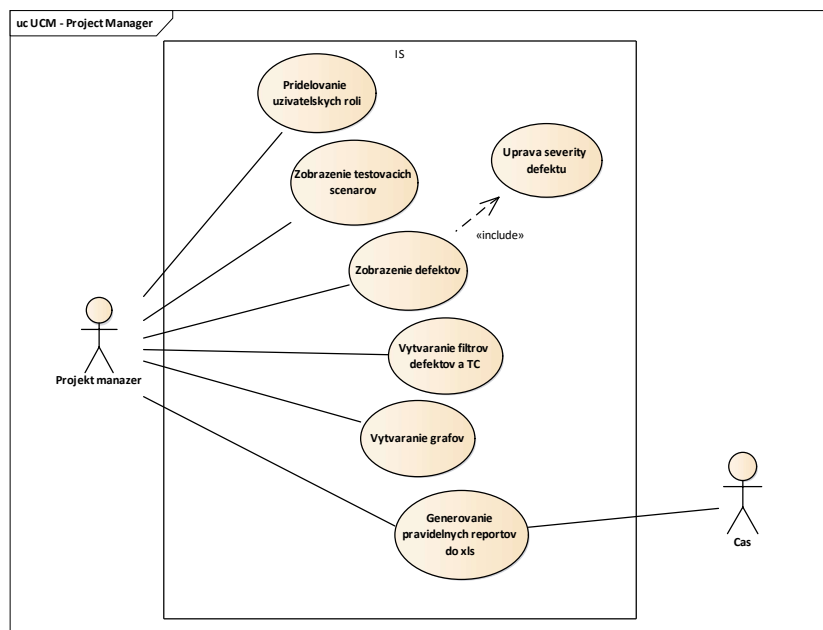 uc UCM - Project Manager
IS
Pridelovanie
uzivatelskych roli
Zobrazenie testovacich
scenarov
Uprava severity
defektu
«include»
Zobrazenie defektov
Vytvaranie filtrov
defektov a TC
Projekt manazer
Vytvaranie grafov
Generovanie
pravidelnych reportov
do xls
Cas